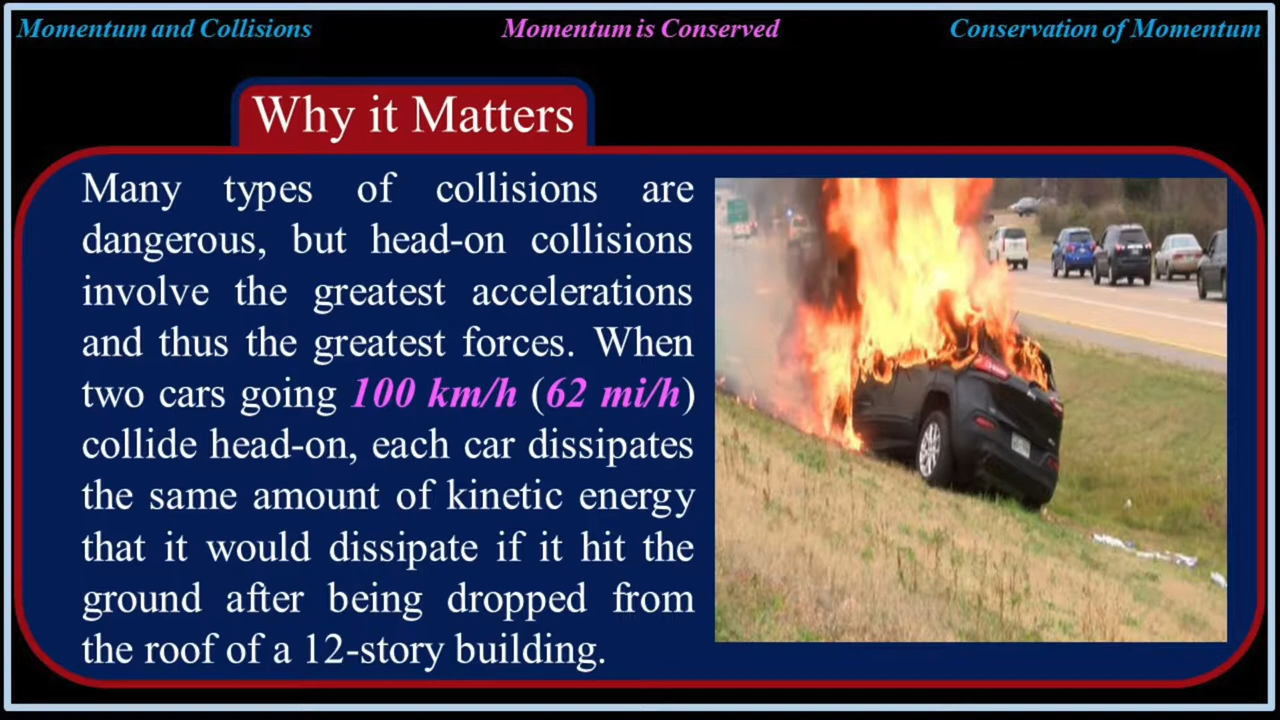 Momentum and Collisions
Momentum is Conserved
Conservation of Momentum
Why it Matters
Many types of collisions are
dangerous, but head-on collisions
involve the greatest accelerations
and thus the greatest forces. When
two cars going 100 km/h (62 mi/h)
collide head-on, each car dissipates
the same amount of kinetic energy
that it would dissipate if it hit the
ground after being dropped from
the roof of a 12-story building.